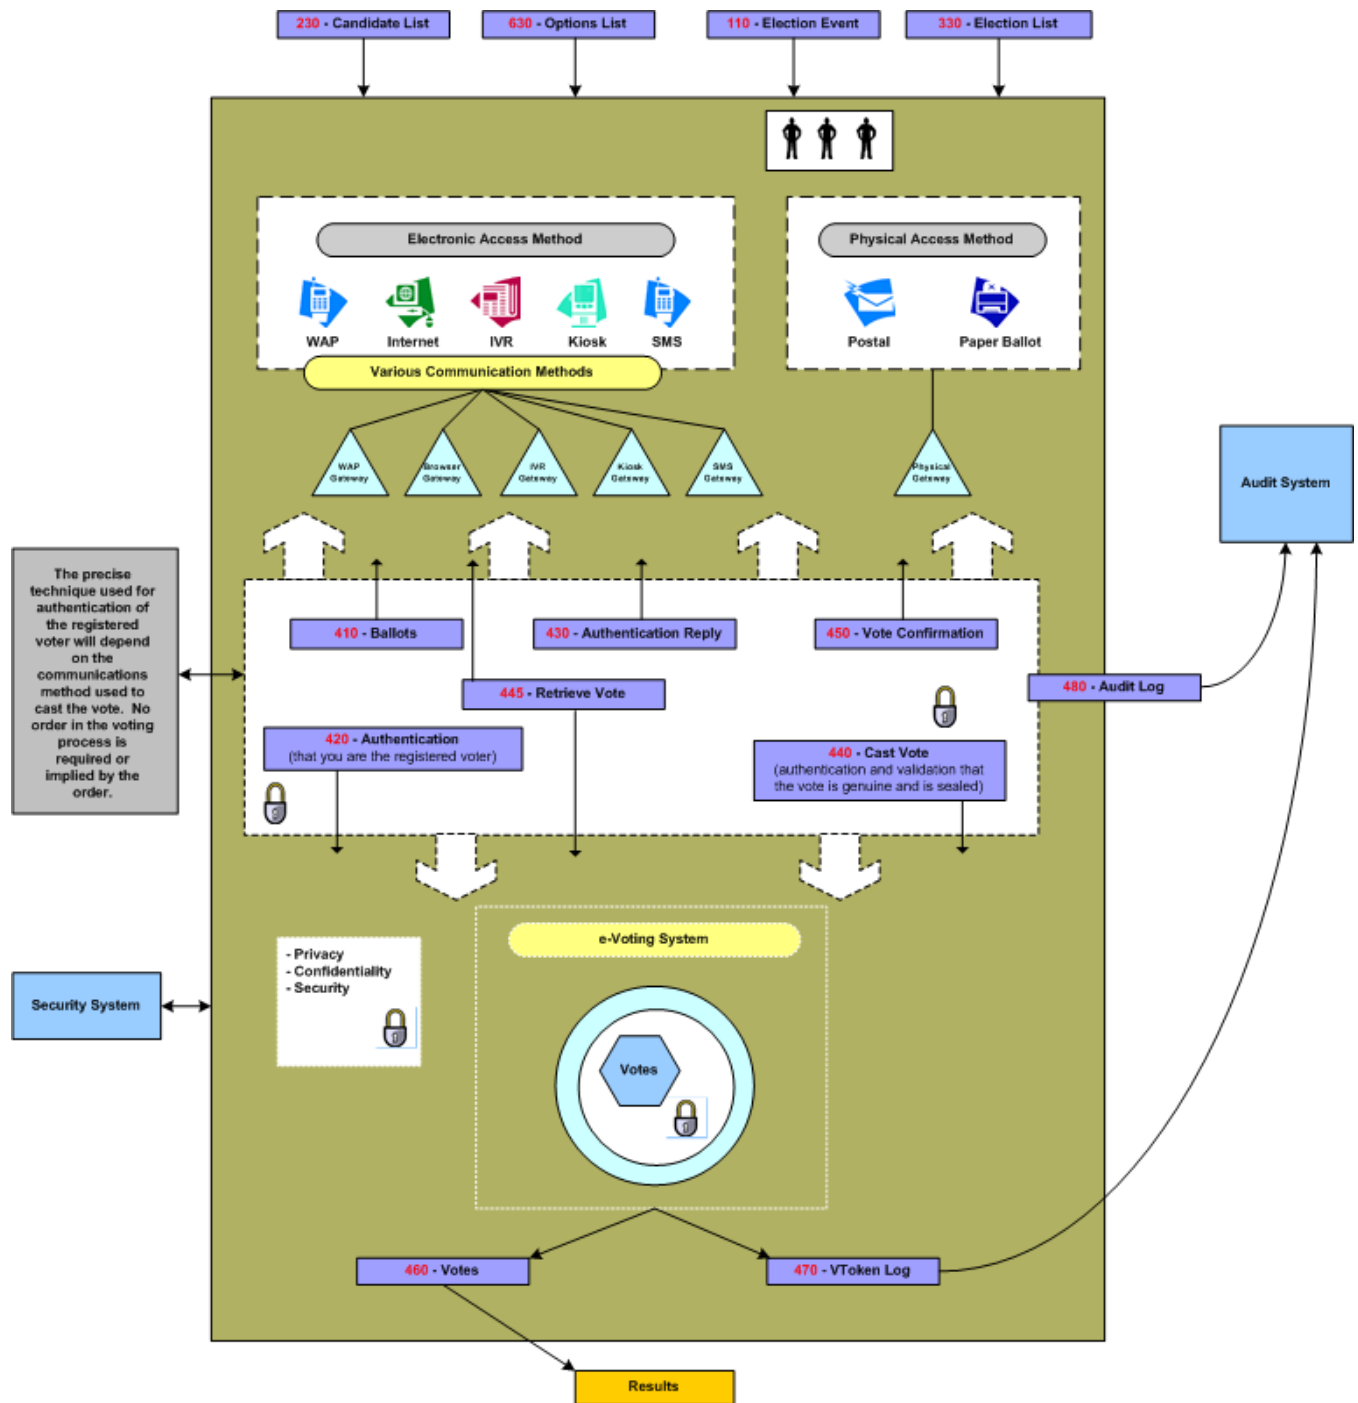 230 - Candidate List
630 - Options List
110 - Election Event
330 - Election List
Electronic Access Method
Physical Access Method
WAP
Internet
IVR
Kiosk
SMS
Postal
Paper Ballot
Various Communication Methods
WAP
Gateway
Browser
Gateway
IVR
Gateway
Kiosk
Gateway
SMS
Gateway
Physical
Gateway
Audit System
The precise
technique used for
authentication of
the registered
voter will depend
on the
communications
method used to
cast the vote. No
order in the voting
process is
required or
implied by the
order.
410 - Ballots
430 - Authentication Reply
450 - Vote Confirmation
445 - Retrieve Vote
480 - Audit Log
420 - Authentication
(that you are the registered voter)
440 - Cast Vote
(authentication and validation that
the vote is genuine and is sealed)
- Privacy
- Confidentiality
- Security
Security System
e-Voting System
Votes
460 - Votes
470 - VToken Log
Results